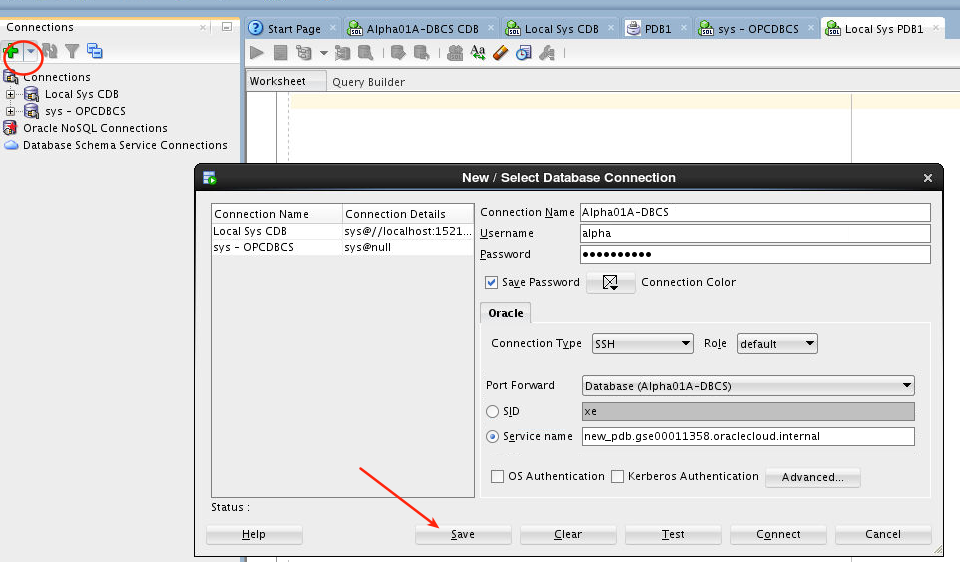 Connections
Start Page
Alpha01A-DBCS CDB
Local Sys CDB
PDB1
sys - OPCDBCS
Local Sys PDB1
Worksheet
Query Builder
Connections
Local Sys CDB
sys - OPCDBCS
Oracle NoSQL Connections
Database Schema Service Connections
New / Select Database Connection
Connection Name
Connection Details
Local Sys CDB
sys@//localhost:1521...
sys - OPCDBCS
sys@null
Connection Name
Alpha01A-DBCS
Username
alpha
Password
••••••••••
Save Password
Connection Color
Oracle
Connection Type
SSH
Role
default
Port Forward
Database (Alpha01A-DBCS)
SID
xe
Service name
new_pdb.gse00011358.oraclecloud.internal
OS Authentication
Kerberos Authentication
Advanced...
Status :
Help
Save
Clear
Test
Connect
Cancel